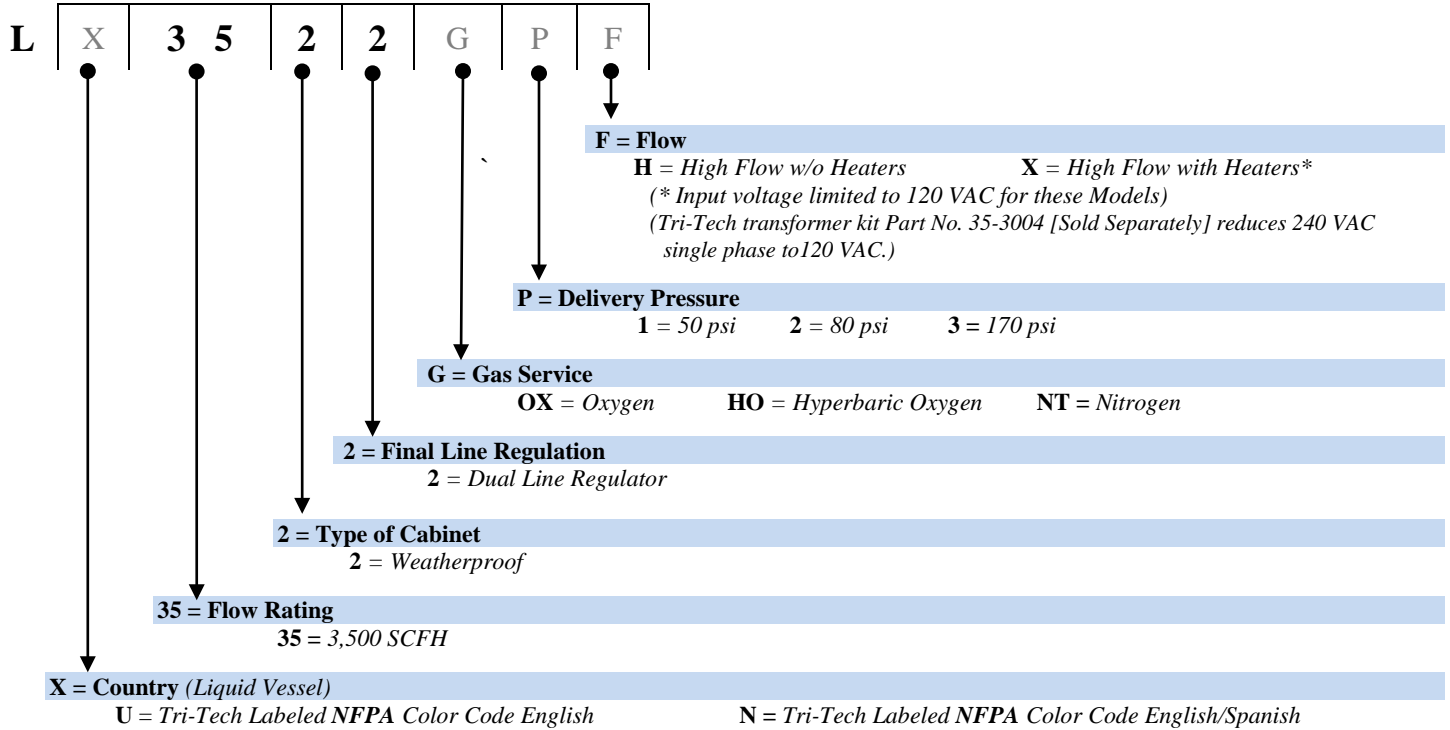 L X 3 5 2 2 G P F
F = Flow
`
H = High Flow w/o Heaters X = High Flow with Heaters*
(* Input voltage limited to 120 VAC for these Models)
(Tri-Tech transformer kit Part No. 35-3004 [Sold Separately] reduces 240 VAC
single phase to120 VAC.)
P = Delivery Pressure
1 = 50 psi 2 = 80 psi 3 = 170 psi
G = Gas Service
OX = Oxygen HO = Hyperbaric Oxygen NT = Nitrogen
2 = Final Line Regulation
2 = Dual Line Regulator
2 = Type of Cabinet
2 = Weatherproof
35 = Flow Rating
35 = 3,500 SCFH
X = Country (Liquid Vessel)
U = Tri-Tech Labeled NFPA Color Code English N = Tri-Tech Labeled NFPA Color Code English/Spanish